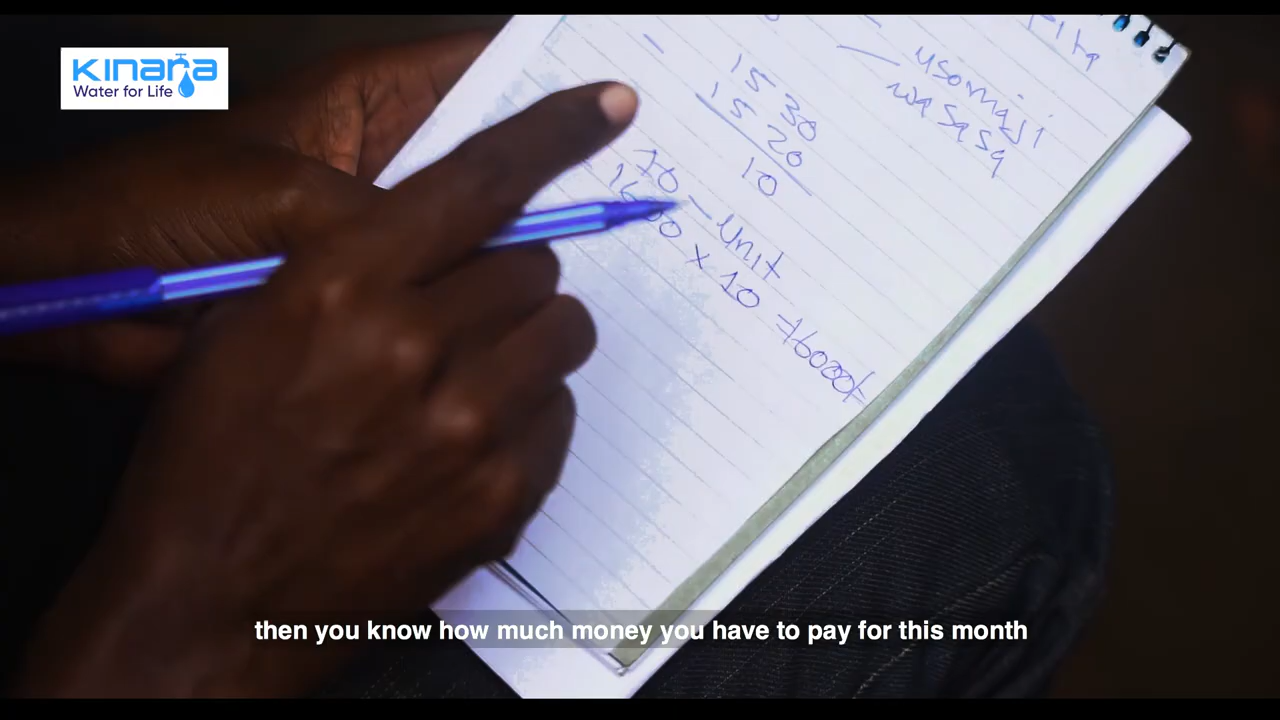 Kinara
Water for Life
usomaji
wa sasa
- 1530
1520
10
10 - Unit
1600 x 10 = 16000/-
then you know how much money you have to pay for this month